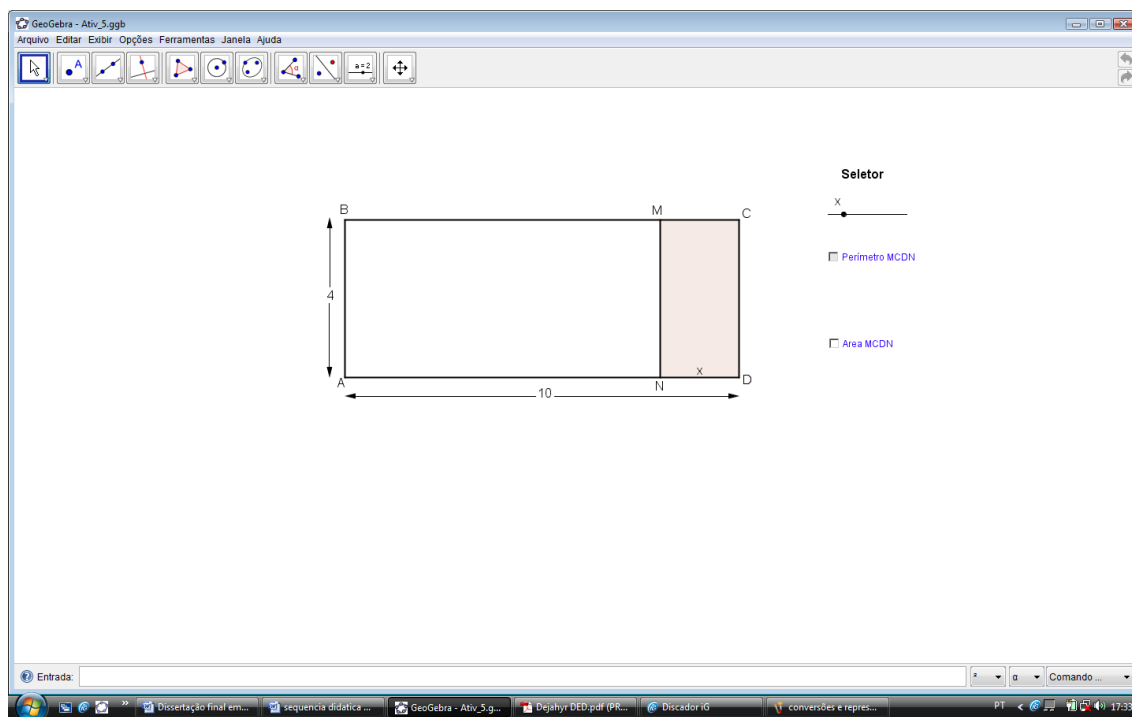 GeoGebra - Ativ_5.ggb
Arquivo Editar Exibir Opções Ferramentas Janela Ajuda
A
α
a=2
Seletor
x
B
M
C
4
Perímetro MCDN
Area MCDN
x
A
N
D
10
Entrada:
²
α
Comando ...
Dissertação final em...
sequencia didatica ...
GeoGebra - Ativ_5.g...
Dejahyr DED.pdf (PR...
Discador iG
conversões e repres...
PT
17:33